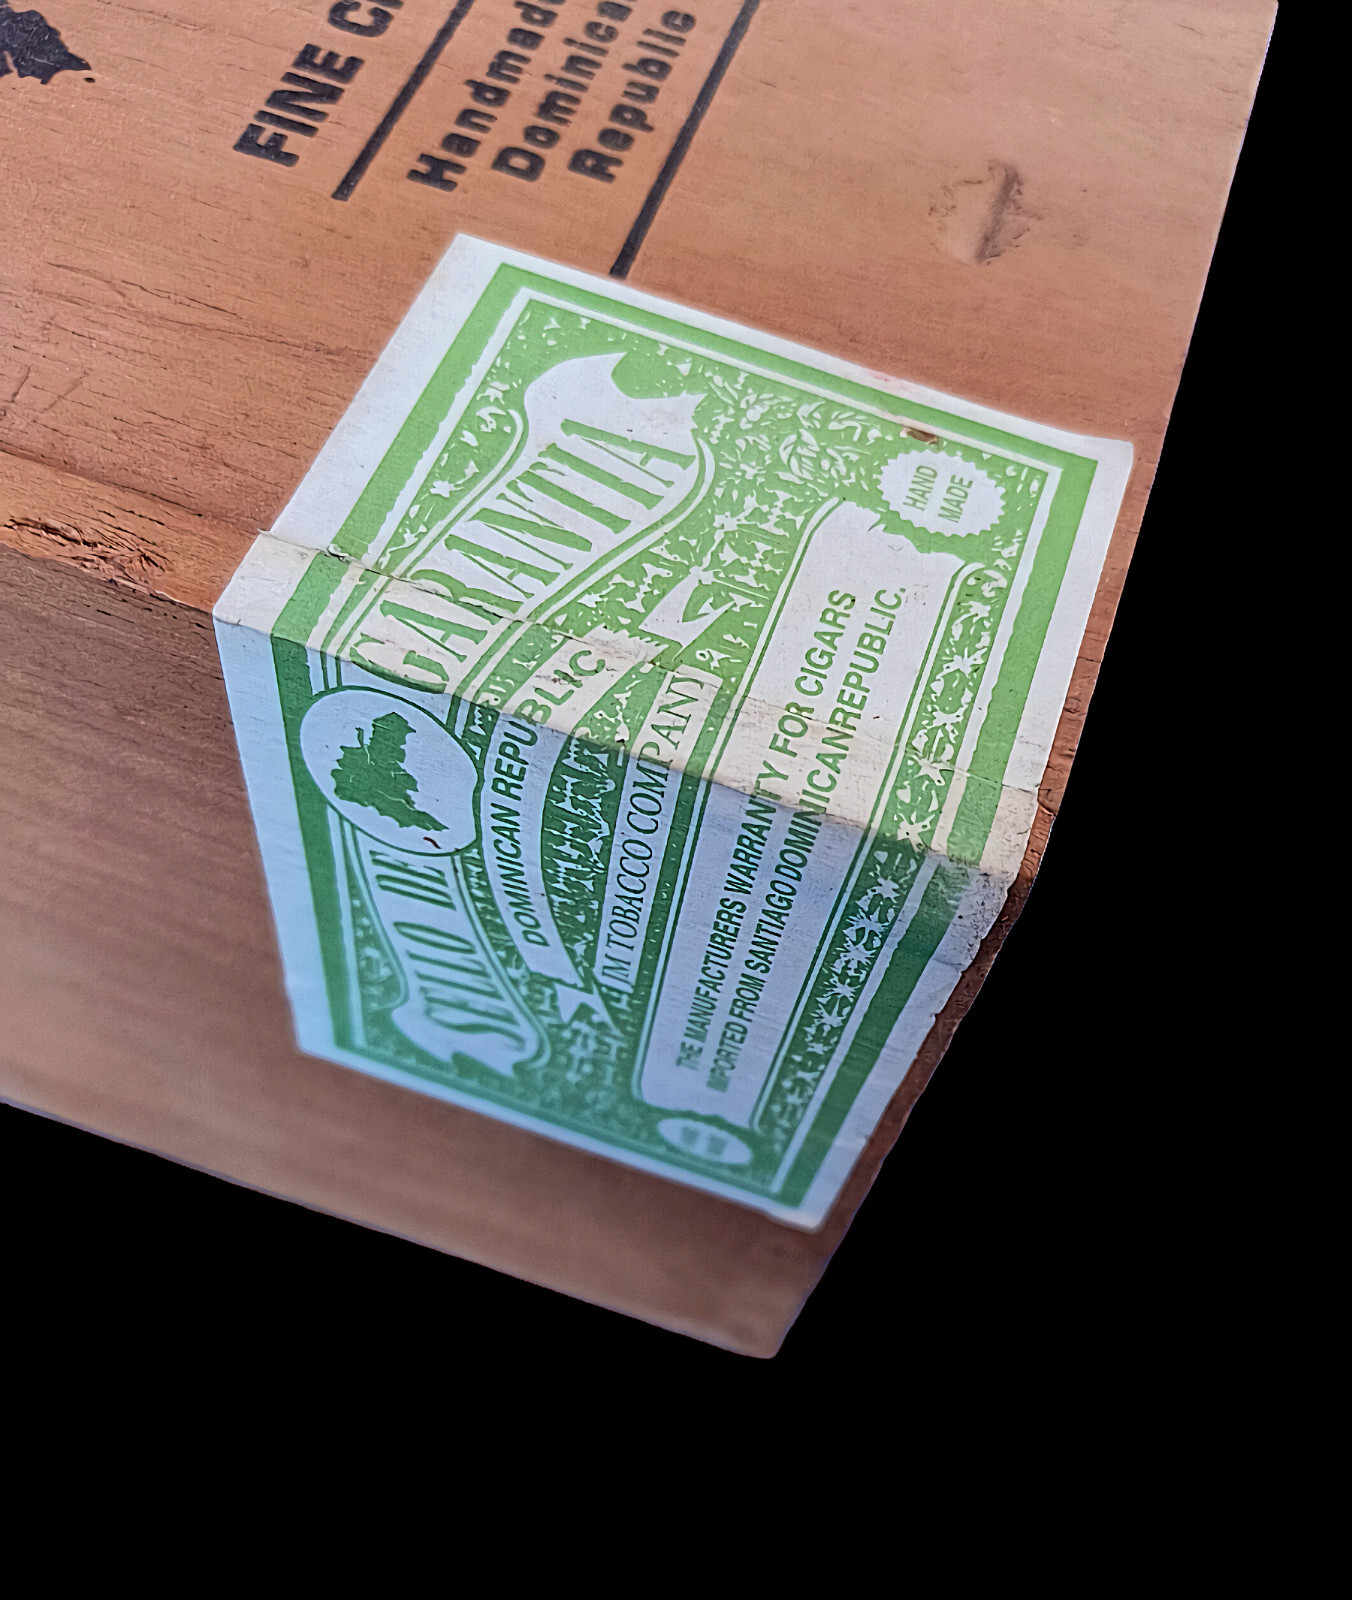 FINE
Handmade
Dominican
Republic
SELLO DE GARANTIA
DOMINICAN REPUBLIC
JM TOBACCO COMPANY
THE MANUFACTURERS WARRANTY FOR CIGARS
IMPORTED FROM SANTIAGO DOMINICANREPUBLIC.
HAND
MADE